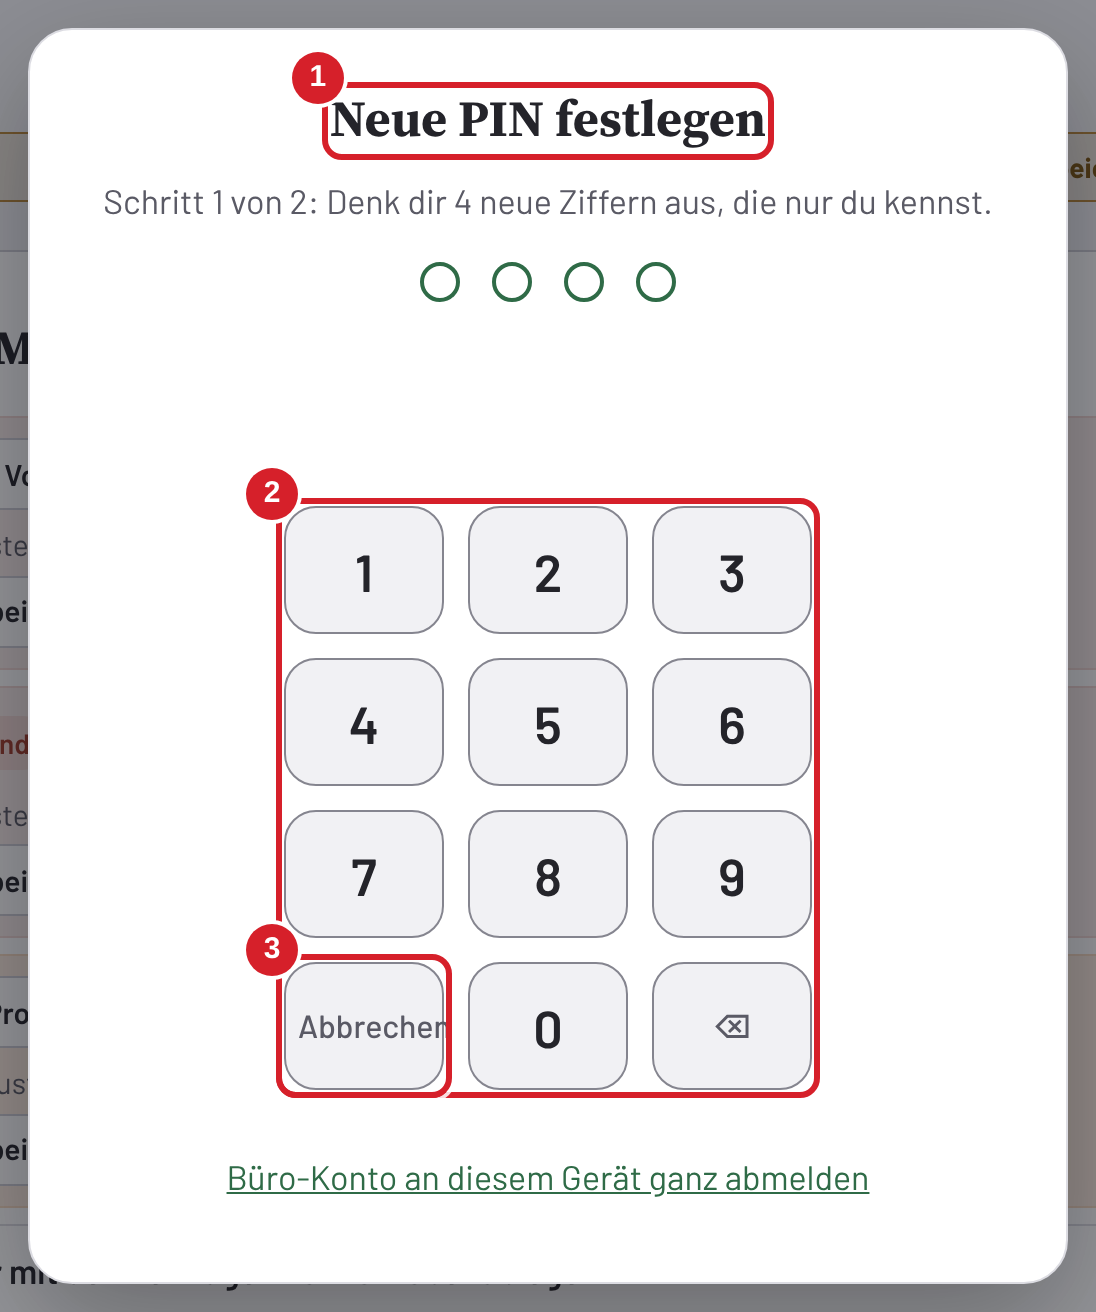 1
Neue PIN festlegen
Schritt 1 von 2: Denk dir 4 neue Ziffern aus, die nur du kennst.
2
1 2 3
4 5 6
7 8 9
3
Abbrechen 0
Büro-Konto an diesem Gerät ganz abmelden